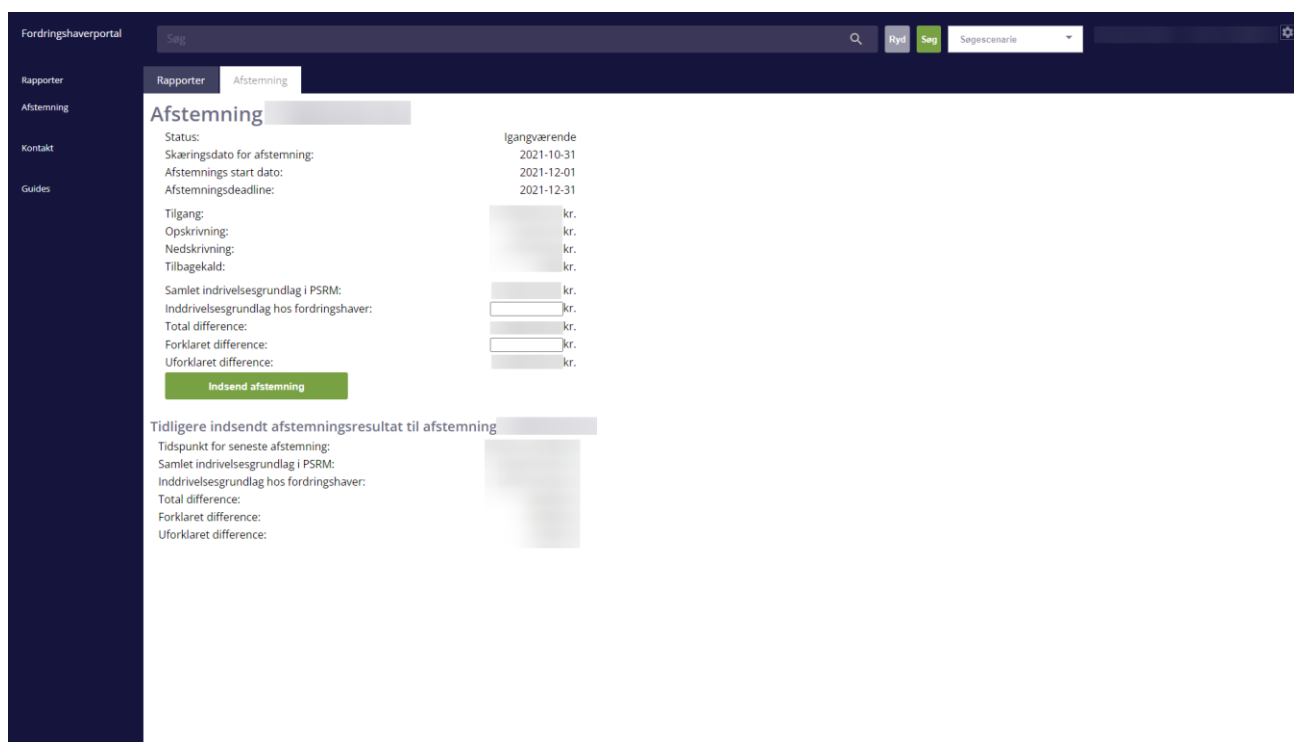 Fordringshaverportal
Søg
Ryd
Søg
Søgescenarie
Rapporter
Afstemning
Kontakt
Guides
Rapporter
Afstemning
Afstemning
Status: Igangværende
Skæringsdato for afstemning: 2021-10-31
Afstemnings start dato: 2021-12-01
Afstemningsdeadline: 2021-12-31
Tilgang: kr.
Opskrivning: kr.
Nedskrivning: kr.
Tilbagekald: kr.
Samlet indrivelsesgrundlag i PSRM: kr.
Inddrivelsesgrundlag hos fordringshaver: kr.
Total difference: kr.
Forklaret difference: kr.
Uforklaret difference: kr.
Indsend afstemning
Tidligere indsendt afstemningsresultat til afstemning
Tidspunkt for seneste afstemning:
Samlet indrivelsesgrundlag i PSRM:
Inddrivelsesgrundlag hos fordringshaver:
Total difference:
Forklaret difference:
Uforklaret difference: